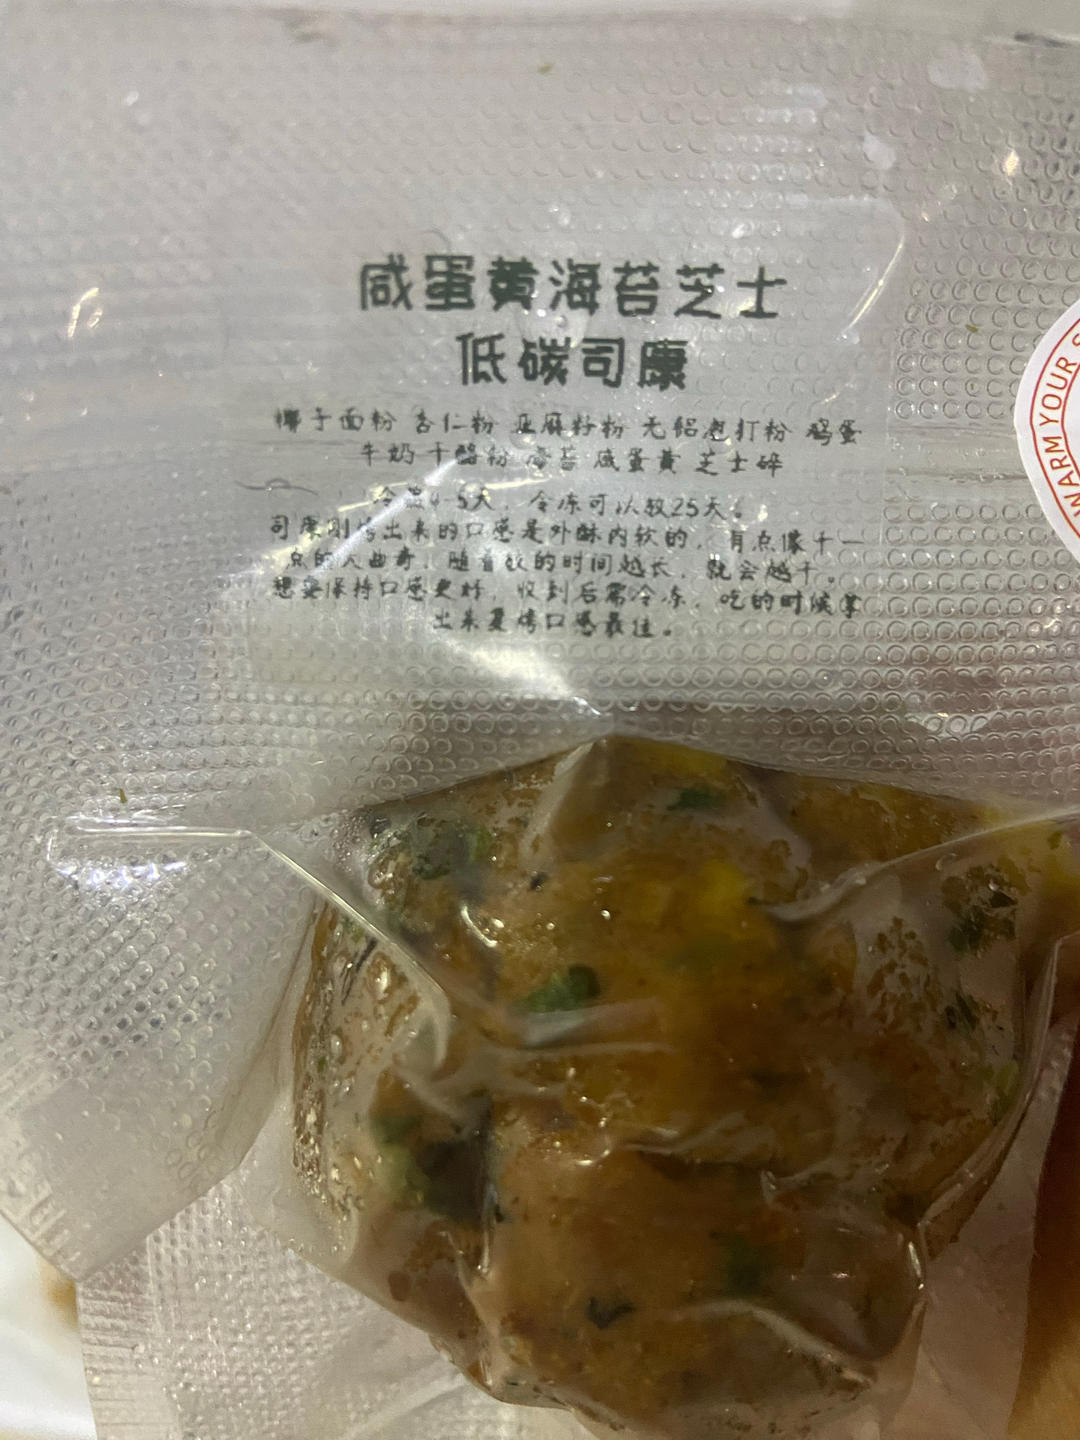 咸蛋黄海苔芝士
低碳司康
椰子面粉 杏仁粉 亚麻籽粉 无铝泡打粉 鸡蛋
牛奶 干酪粉 海苔 咸蛋黄 芝士碎
冷藏4-5天,冷冻可以放25天。
司康刚烤出来的口感是外酥内软的,有点像干一
点的大曲奇,随着放的时间越长,就会越干。
想要保持口感更好,收到后需冷冻,吃的时候拿
出来复烤口感最佳。
WARM YOUR